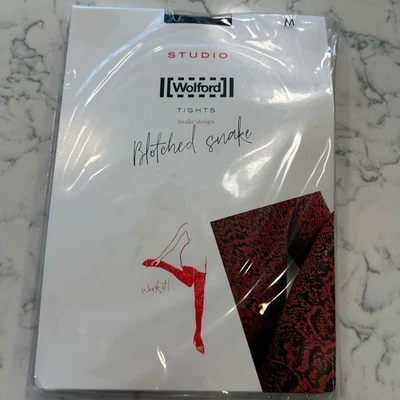 M
STUDIO
Wolford
TIGHTS
Snake design
Blotched snake
Work it!